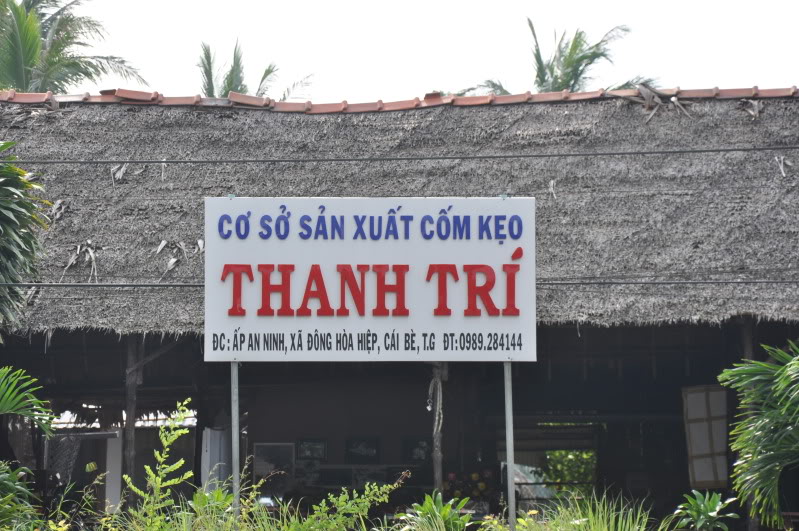 CƠ SỞ SẢN XUẤT CỐM KẸO
THANH TRÍ
ĐC: ẤP AN NINH, XÃ ĐÔNG HÒA HIỆP, CÁI BÈ, T.G ĐT: 0989.284144